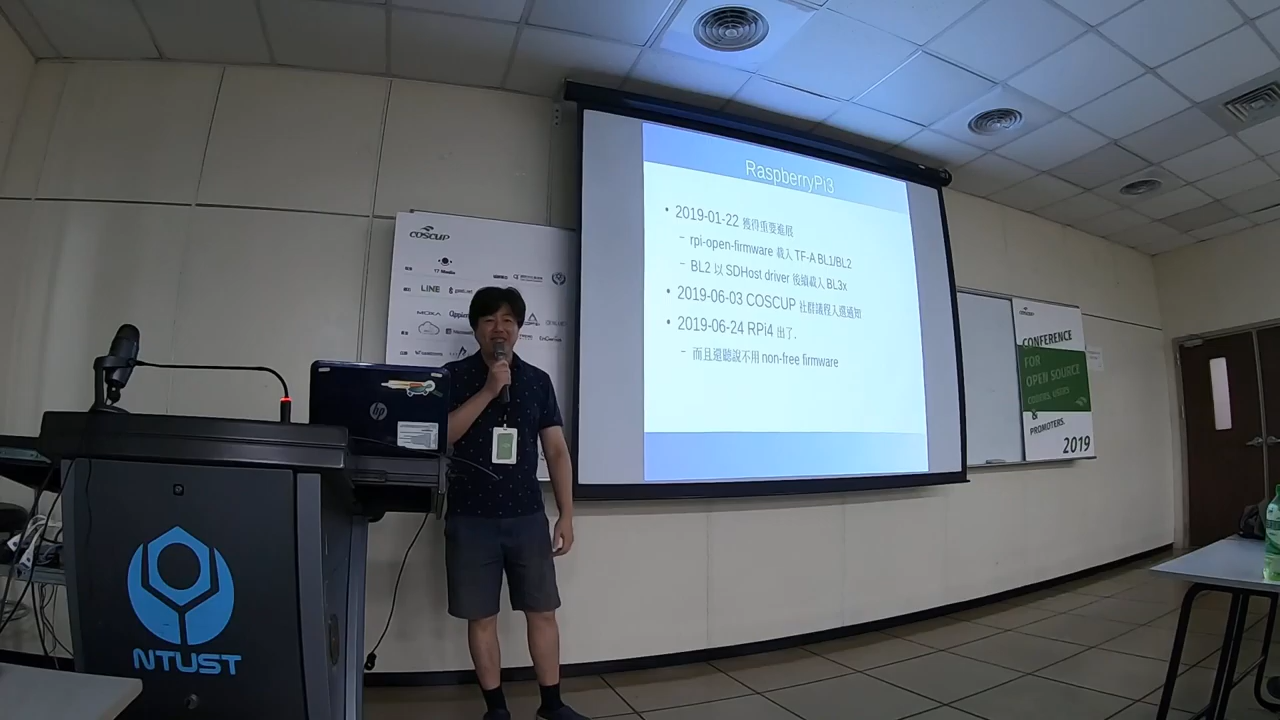 RaspberryPi3
• 2019-01-22 獲得重要進展
– rpi-open-firmware 載入 TF-A BL1/BL2
– BL2 以 SDHost driver 後續載入 BL3x
• 2019-06-03 COSCUP 社群議程入選通知
• 2019-06-24 RPi4 出了.
– 而且還聽說不用 non-free firmware
COSCUP
LINE
MOXA
hp
NTUST
CONFERENCE
FOR
OPEN SOURCE
coders, users
&
PROMOTERS.
2019